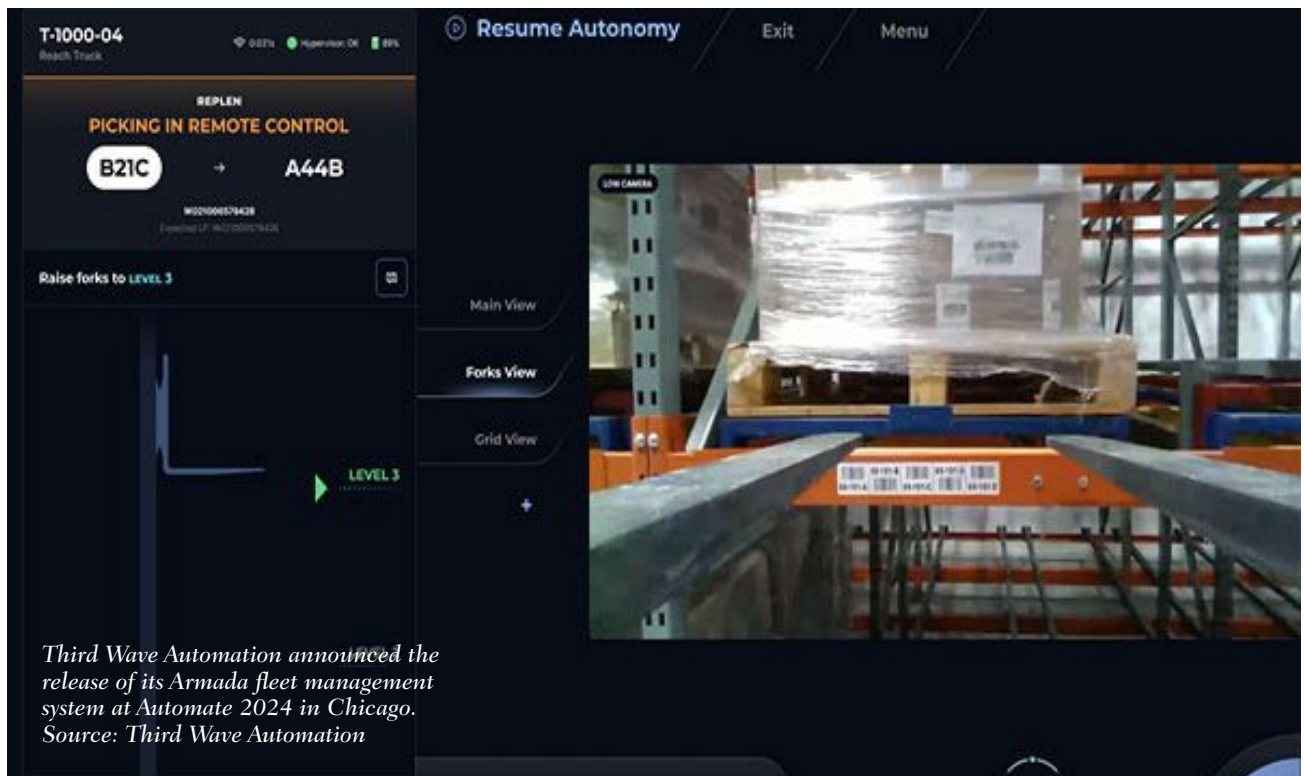 T-1000-04
Reach Truck
Hypervisor: OK
REPLEN
PICKING IN REMOTE CONTROL
B21C → A44B
Raise forks to LEVEL 3
LEVEL 3
Resume Autonomy
Exit
Menu
Main View
Forks View
Grid View
+
LOW CAMERA
Third Wave Automation announced the
release of its Armada fleet management
system at Automate 2024 in Chicago.
Source: Third Wave Automation